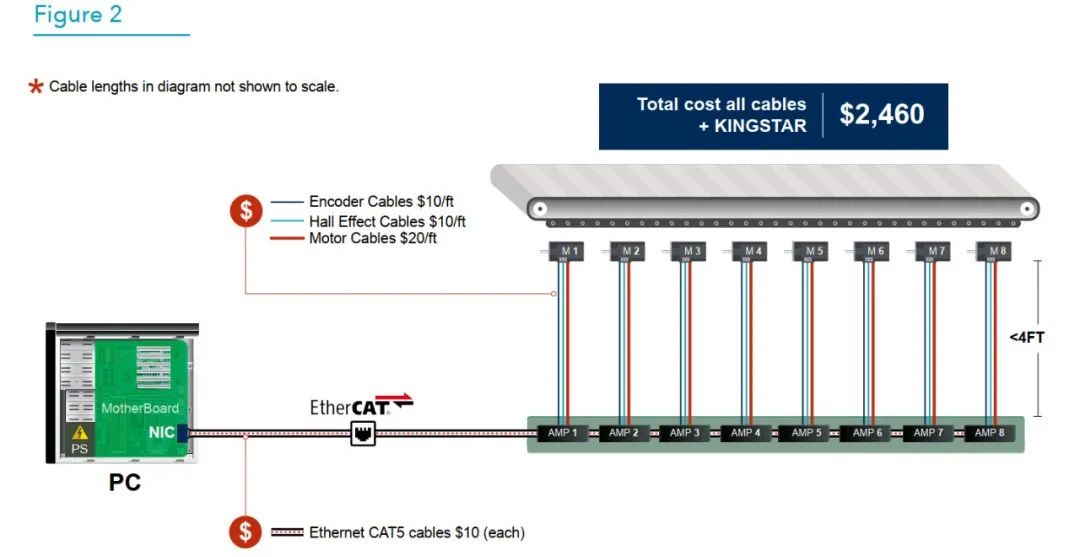 Figure 2
* Cable lengths in diagram not shown to scale.
Total cost all cables
+ KINGSTAR
$2,460
$
Encoder Cables $10/ft
Hall Effect Cables $10/ft
Motor Cables $20/ft
M 1 M 2 M 3 M 4 M 5 M 6 M 7 M 8
<4FT
MotherBoard
NIC
PS
PC
EtherCAT®
AMP 1 AMP 2 AMP 3 AMP 4 AMP 5 AMP 6 AMP 7 AMP 8
$
Ethernet CAT5 cables $10 (each)